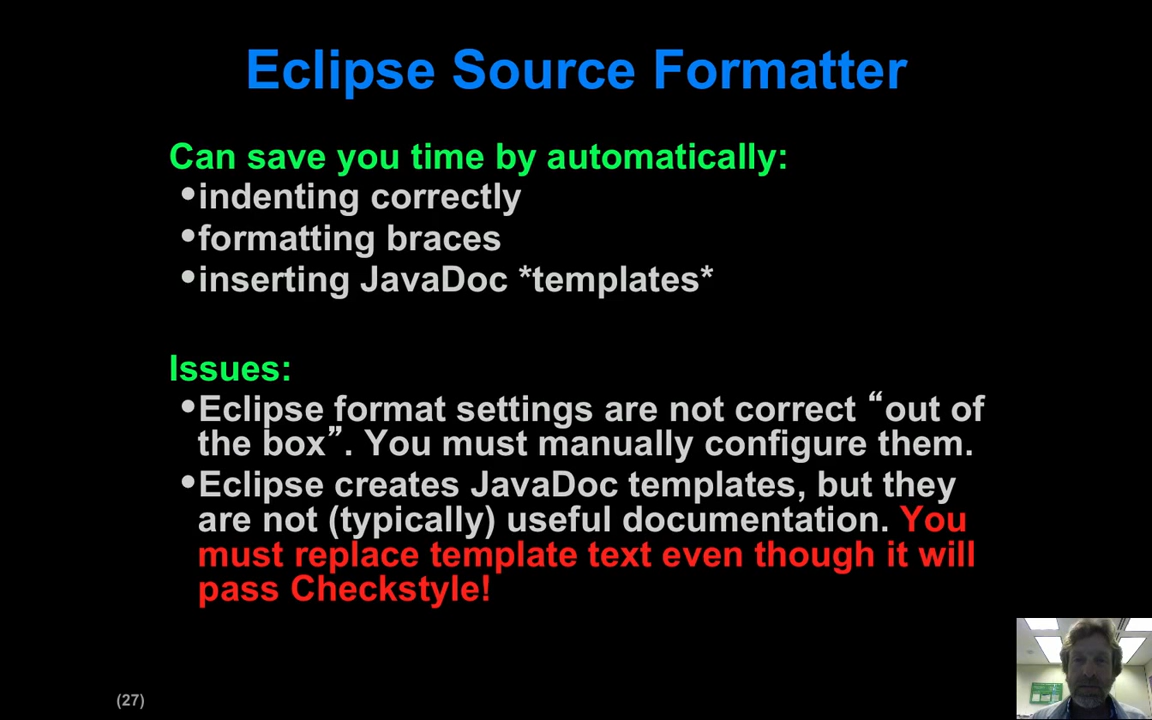 Eclipse Source Formatter
Can save you time by automatically:
•indenting correctly
•formatting braces
•inserting JavaDoc *templates*
Issues:
•Eclipse format settings are not correct “out of
the box”. You must manually configure them.
•Eclipse creates JavaDoc templates, but they
are not (typically) useful documentation. You
must replace template text even though it will
pass Checkstyle!
(27)